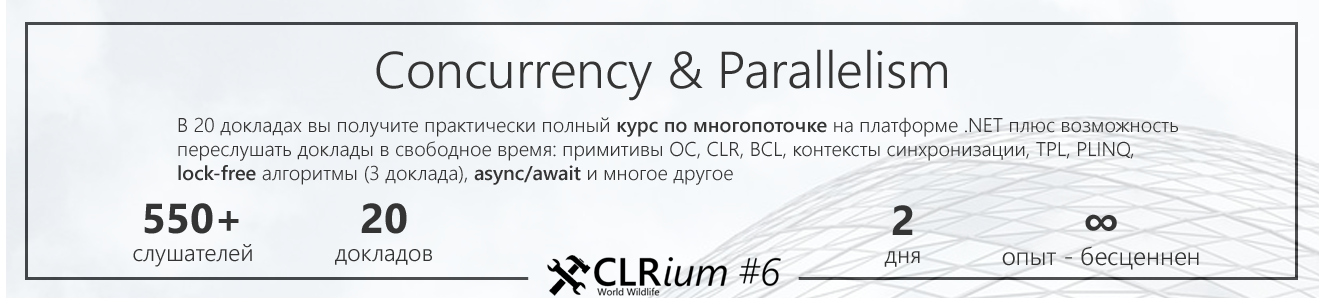 Concurrency & Parallelism
В 20 докладах вы получите практически полный курс по многопоточке на платформе .NET плюс возможность
переслушать доклады в свободное время: примитивы ОС, CLR, BCL, контексты синхронизации, TPL, PLINQ,
lock-free алгоритмы (3 доклада), async/await и многое другое
550+ 20 2 ∞
слушателей докладов дня опыт - бесценнен
CLRium #6
World Wildlife